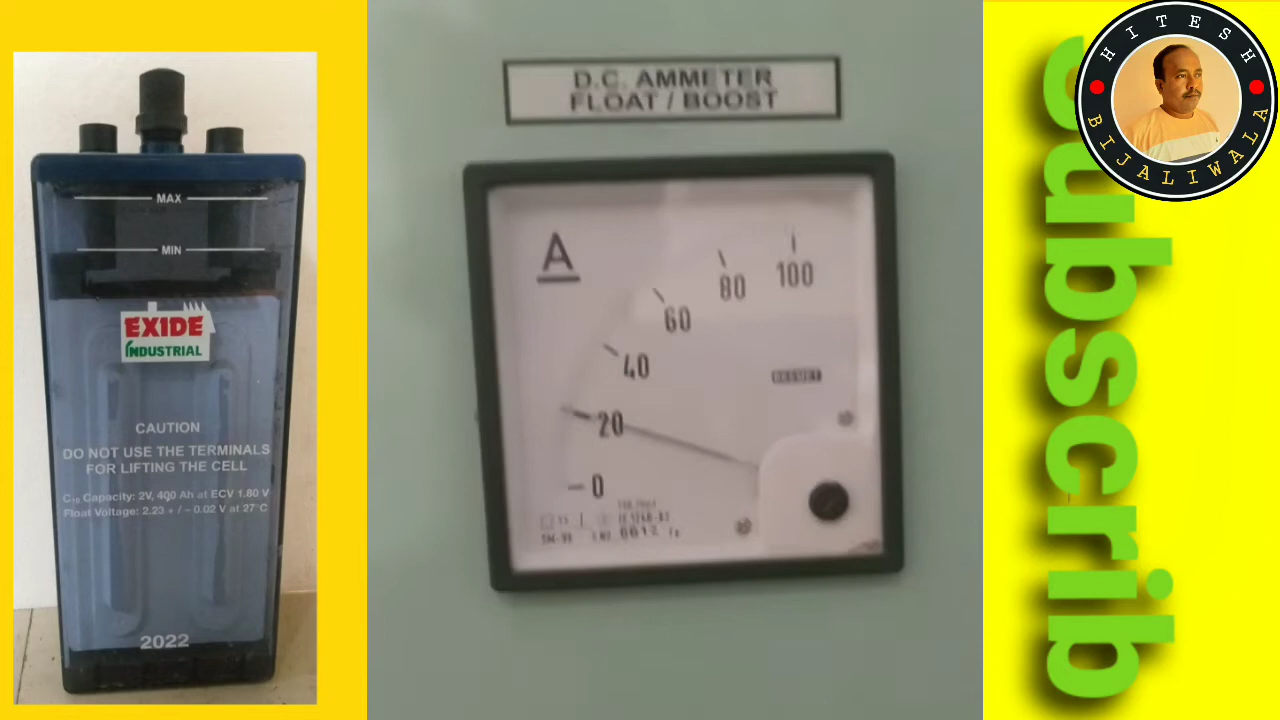 MAX
MIN
EXIDE
INDUSTRIAL
CAUTION
DO NOT USE THE TERMINALS
FOR LIFTING THE CELL
C₁₀ Capacity: 2V, 400 Ah at ECV 1.80 V
Float Voltage: 2.23 + / − 0.02 V at 27°C
2022
D.C. AMMETER
FLOAT / BOOST
A
100
80
60
40
20
0
Subscrib
HITESH
BIJALIWALA